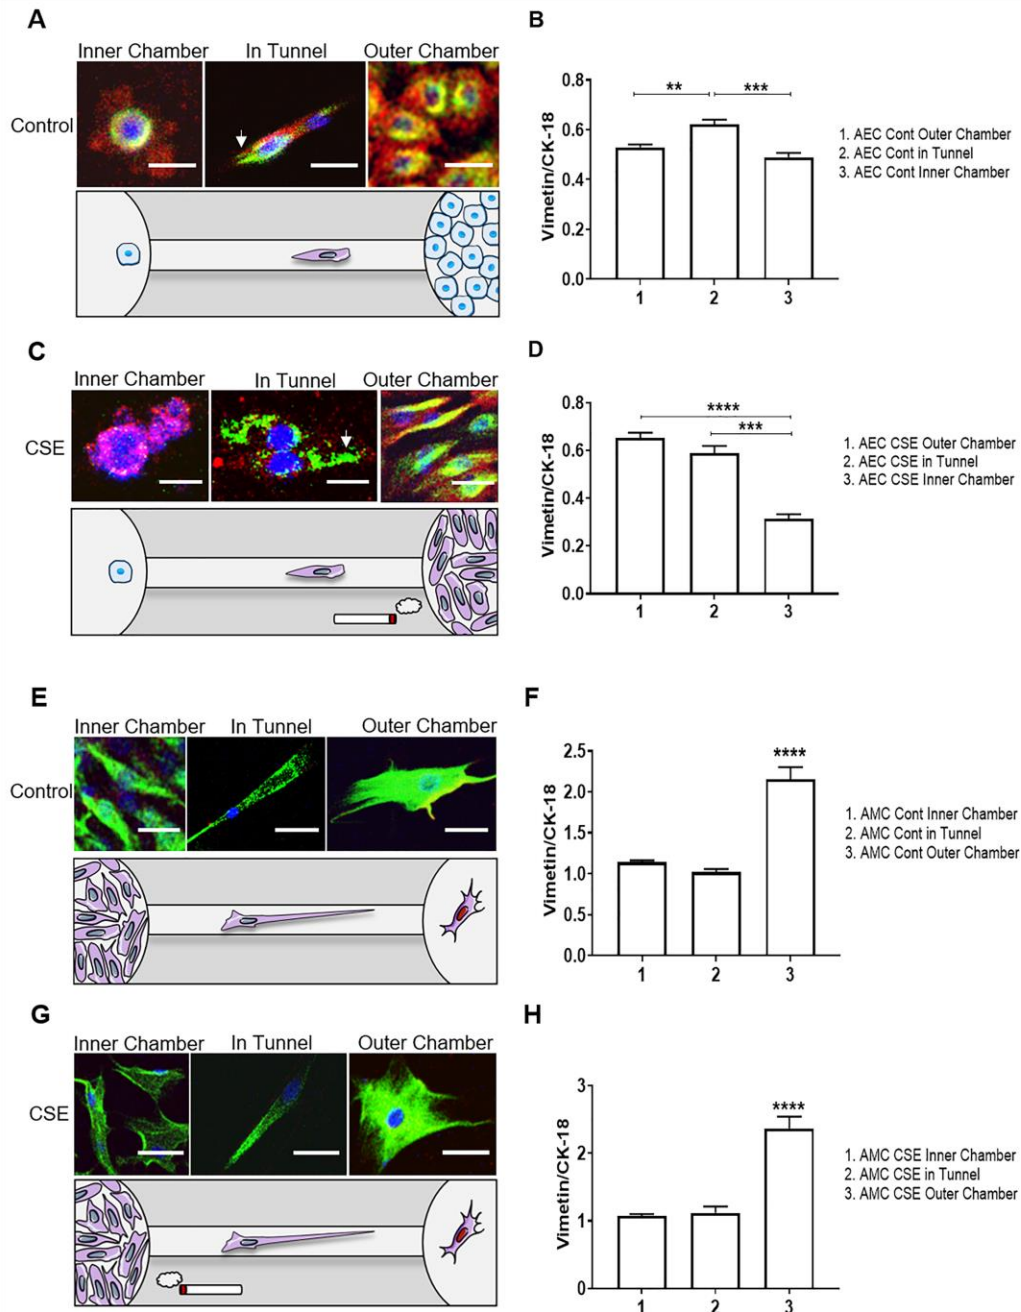 A
Inner Chamber In Tunnel Outer Chamber
Control
B
Vimetin/CK-18
0.8
0.6
0.4
0.2
0.0
** ***
1 2 3
1. AEC Cont Outer Chamber
2. AEC Cont in Tunnel
3. AEC Cont Inner Chamber
C
Inner Chamber In Tunnel Outer Chamber
CSE
D
Vimetin/CK-18
0.8
0.6
0.4
0.2
0.0
****
***
1 2 3
1. AEC CSE Outer Chamber
2. AEC CSE in Tunnel
3. AEC CSE Inner Chamber
E
Inner Chamber In Tunnel Outer Chamber
Control
F
Vimetin/CK-18
2.5
2.0
1.5
1.0
0.5
0.0
****
1 2 3
1. AMC Cont Inner Chamber
2. AMC Cont in Tunnel
3. AMC Cont Outer Chamber
G
Inner Chamber In Tunnel Outer Chamber
CSE
H
Vimetin/CK-18
3
2
1
0
****
1 2 3
1. AMC CSE Inner Chamber
2. AMC CSE in Tunnel
3. AMC CSE Outer Chamber